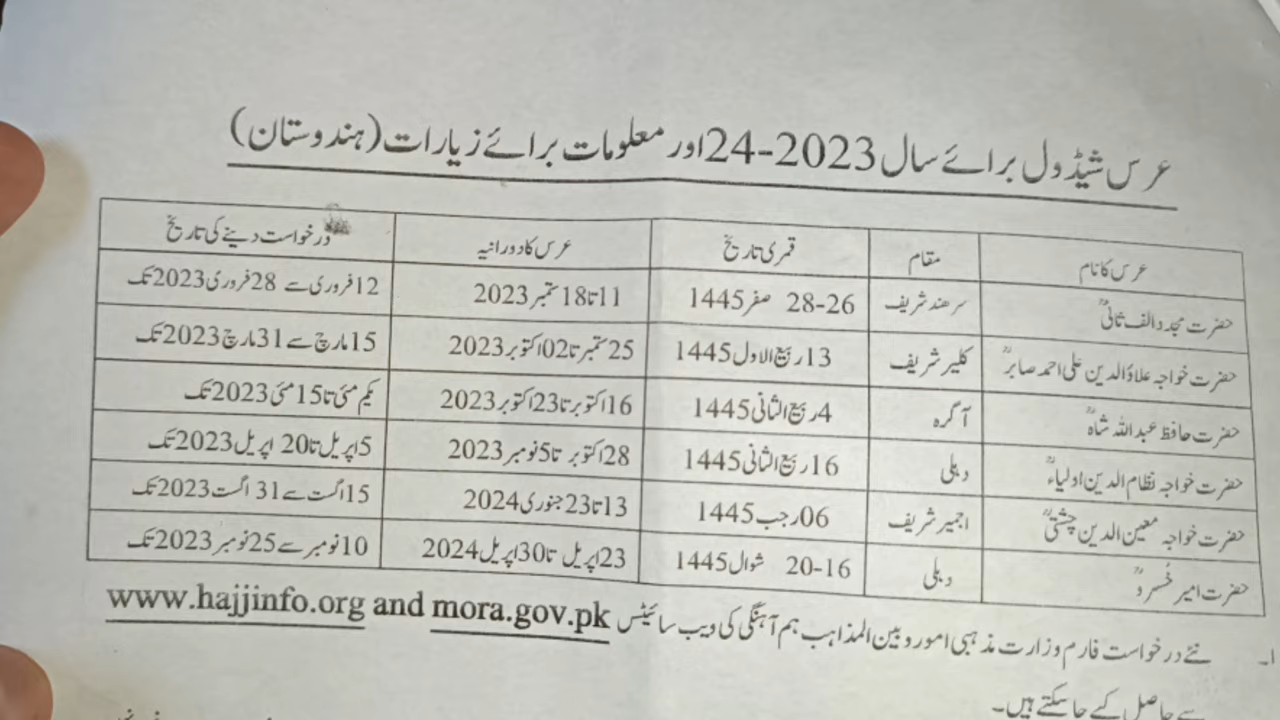 عرس شیڈول برائے سال 2023-24 اور معلومات برائے زیارات (ہندوستان)
عرس کا نام | مقام | قمری تاریخ | عرس کا دورانیہ | درخواست دینے کی تاریخ
حضرت مجدد الف ثانیؒ | سرھند شریف | 26-28 صفر 1445 | 11 تا 18 ستمبر 2023 | 12 فروری سے 28 فروری 2023 تک
حضرت خواجہ علاؤالدین علی احمد صابرؒ | کلیر شریف | 13 ربیع الاول 1445 | 25 ستمبر تا 02 اکتوبر 2023 | 15 مارچ سے 31 مارچ 2023 تک
حضرت حافظ عبداللہ شاہؒ | آگرہ | 4 ربیع الثانی 1445 | 16 اکتوبر تا 23 اکتوبر 2023 | یکم مئی تا 15 مئی 2023 تک
حضرت خواجہ نظام الدین اولیاءؒ | دہلی | 16 ربیع الثانی 1445 | 28 اکتوبر تا 5 نومبر 2023 | 5 اپریل تا 20 اپریل 2023 تک
حضرت خواجہ معین الدین چشتیؒ | اجمیر شریف | 06 رجب 1445 | 13 تا 23 جنوری 2024 | 15 اگست سے 31 اگست 2023 تک
حضرت امیر خُسروؒ | دہلی | 16-20 شوال 1445 | 23 اپریل تا 30 اپریل 2024 | 10 نومبر سے 25 نومبر 2023 تک
۱۔ نئے درخواست فارم وزارت مذہبی امور و بین المذاہب ہم آہنگی کی ویب سائیٹس www.hajjinfo.org and mora.gov.pk
سے حاصل کیے جا سکتے ہیں۔